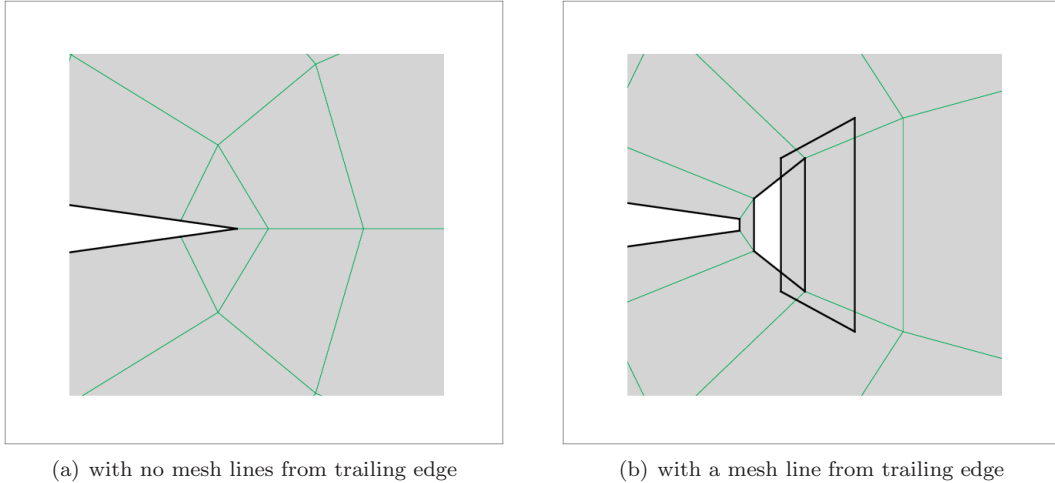 (a) with no mesh lines from trailing edge
(b) with a mesh line from trailing edge